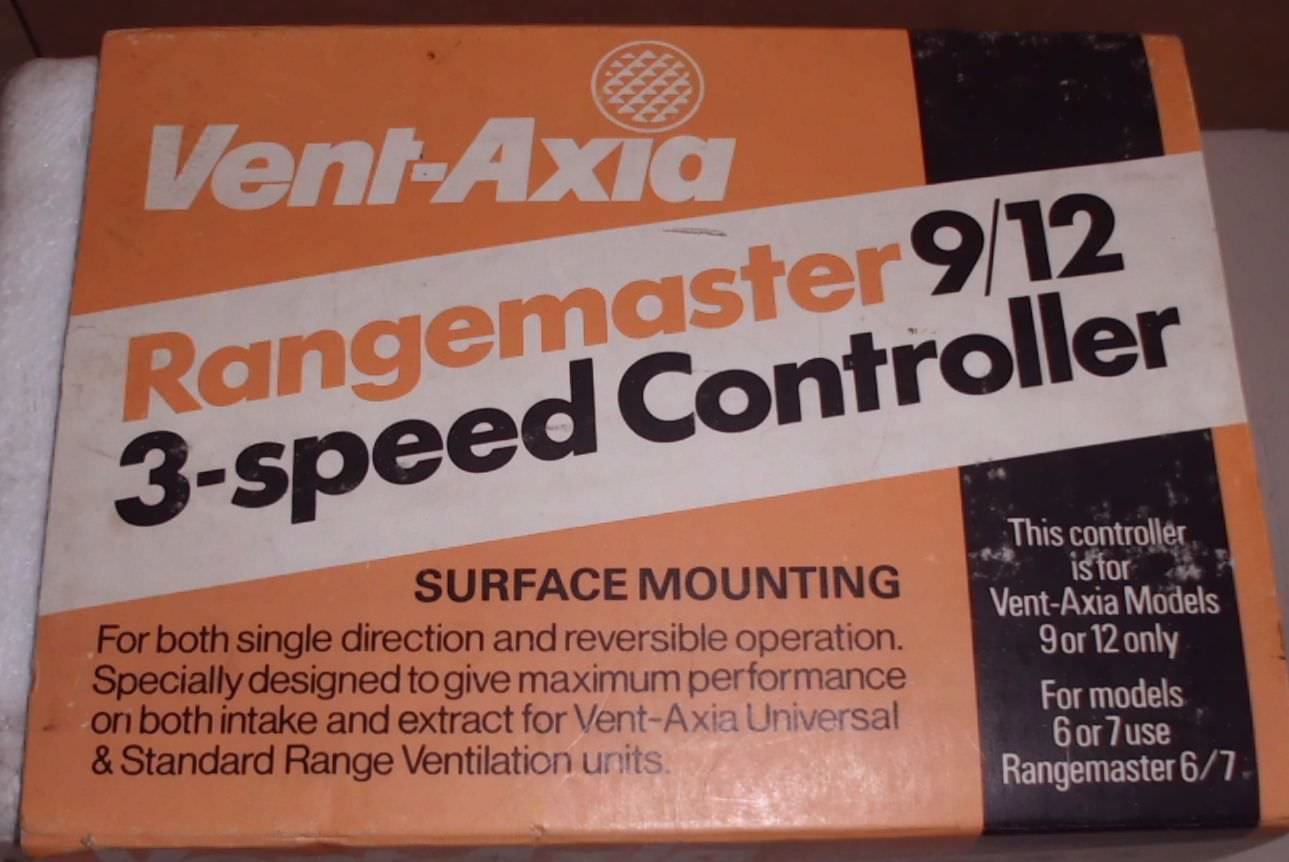 Vent-Axia
Rangemaster 9/12
3-speed Controller
SURFACE MOUNTING
For both single direction and reversible operation.
Specially designed to give maximum performance
on both intake and extract for Vent-Axia Universal
& Standard Range Ventilation units.
This controller
is for
Vent-Axia Models
9 or 12 only
For models
6 or 7 use
Rangemaster 6/7